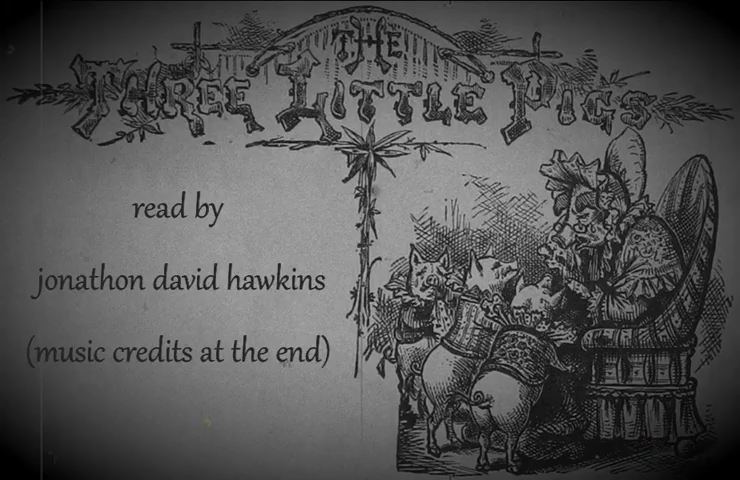 THE
THREE LITTLE PIGS
read by
jonathon david hawkins
(music credits at the end)